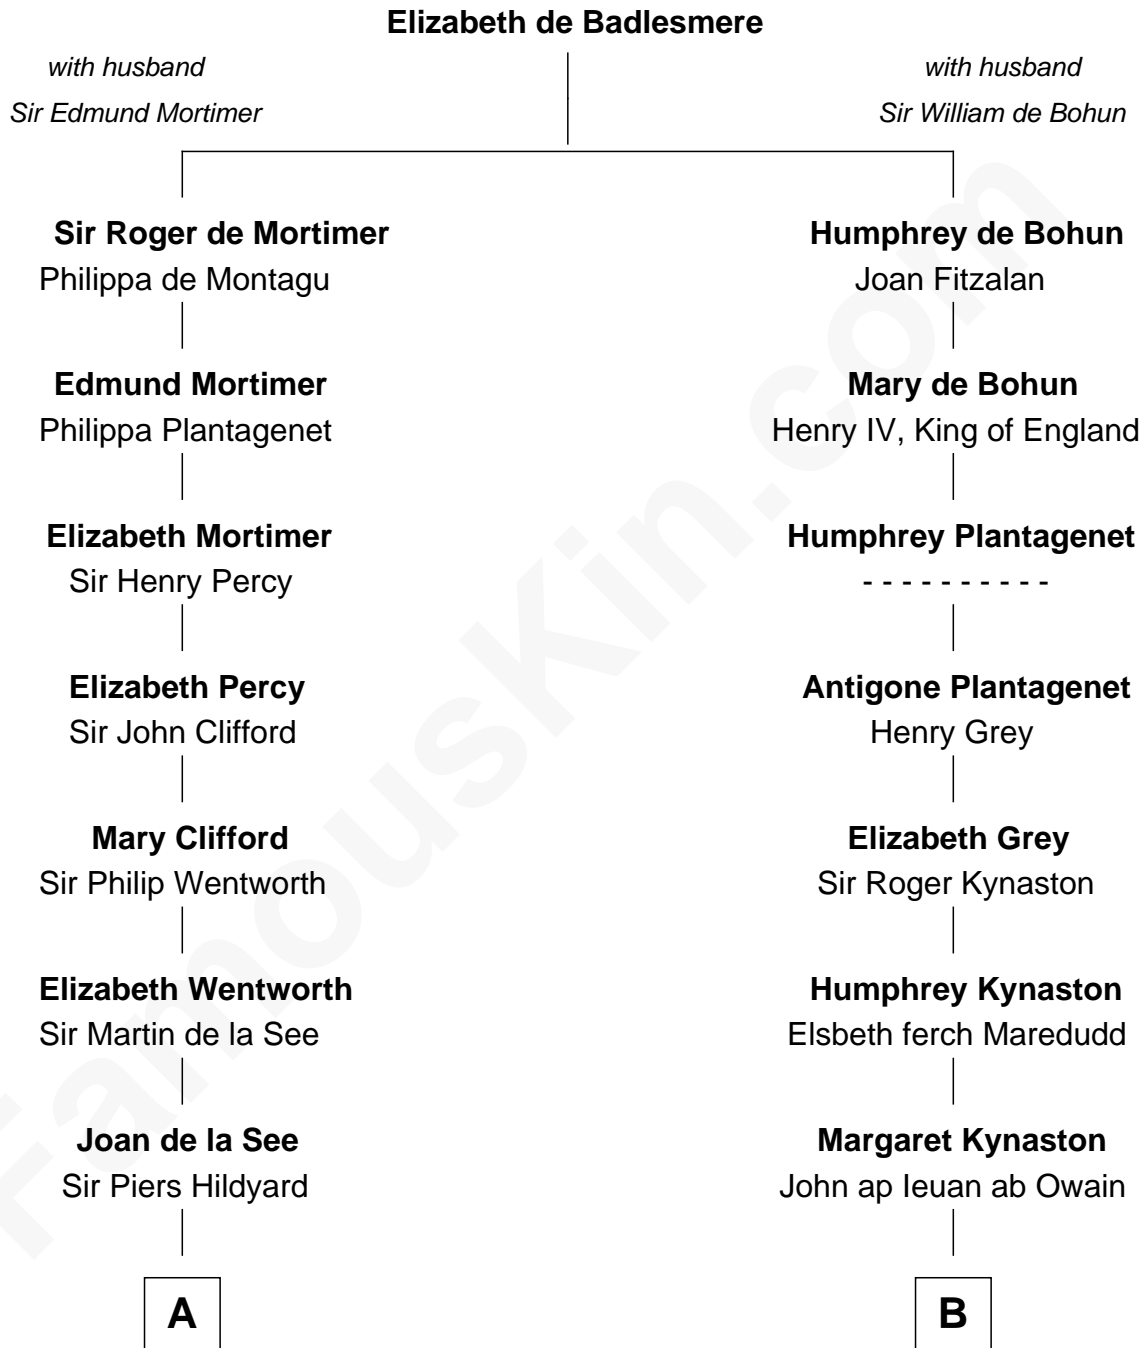 Elizabeth de Badlesmere
with husband
Sir Edmund Mortimer
with husband
Sir William de Bohun
Sir Roger de Mortimer
Philippa de Montagu
Humphrey de Bohun
Joan Fitzalan
Edmund Mortimer
Philippa Plantagenet
Mary de Bohun
Henry IV, King of England
Elizabeth Mortimer
Sir Henry Percy
Humphrey Plantagenet
- - - - - - - - - -
Elizabeth Percy
Sir John Clifford
Antigone Plantagenet
Henry Grey
Mary Clifford
Sir Philip Wentworth
Elizabeth Grey
Sir Roger Kynaston
Elizabeth Wentworth
Sir Martin de la See
Humphrey Kynaston
Elsbeth ferch Maredudd
Joan de la See
Sir Piers Hildyard
Margaret Kynaston
John ap Ieuan ab Owain
A
B
FamousKin.com